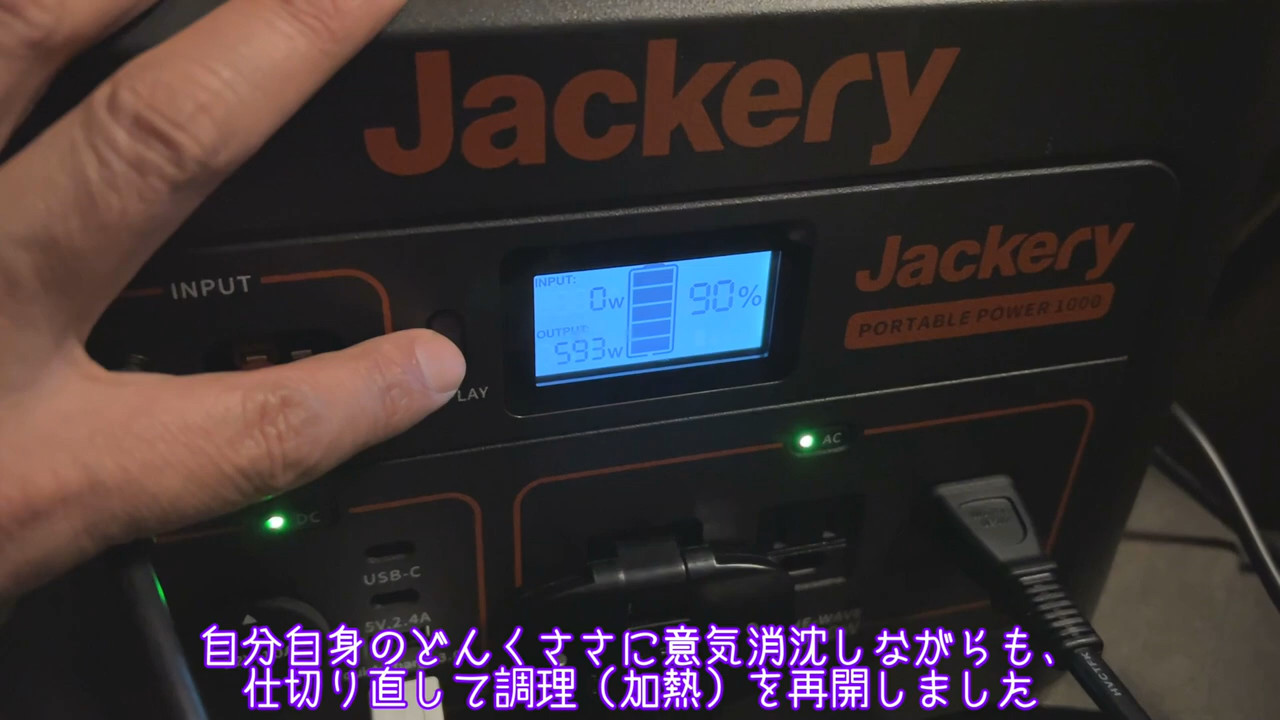 Jackery
Jackery
PORTABLE POWER 1000
INPUT
INPUT:
0w
90%
OUTPUT:
593w
LAY
AC
DC
USB-C
5V⎓2.4A
自分自身のどんくささに意気消沈しながらも、
仕切り直して調理（加熱）を再開しました